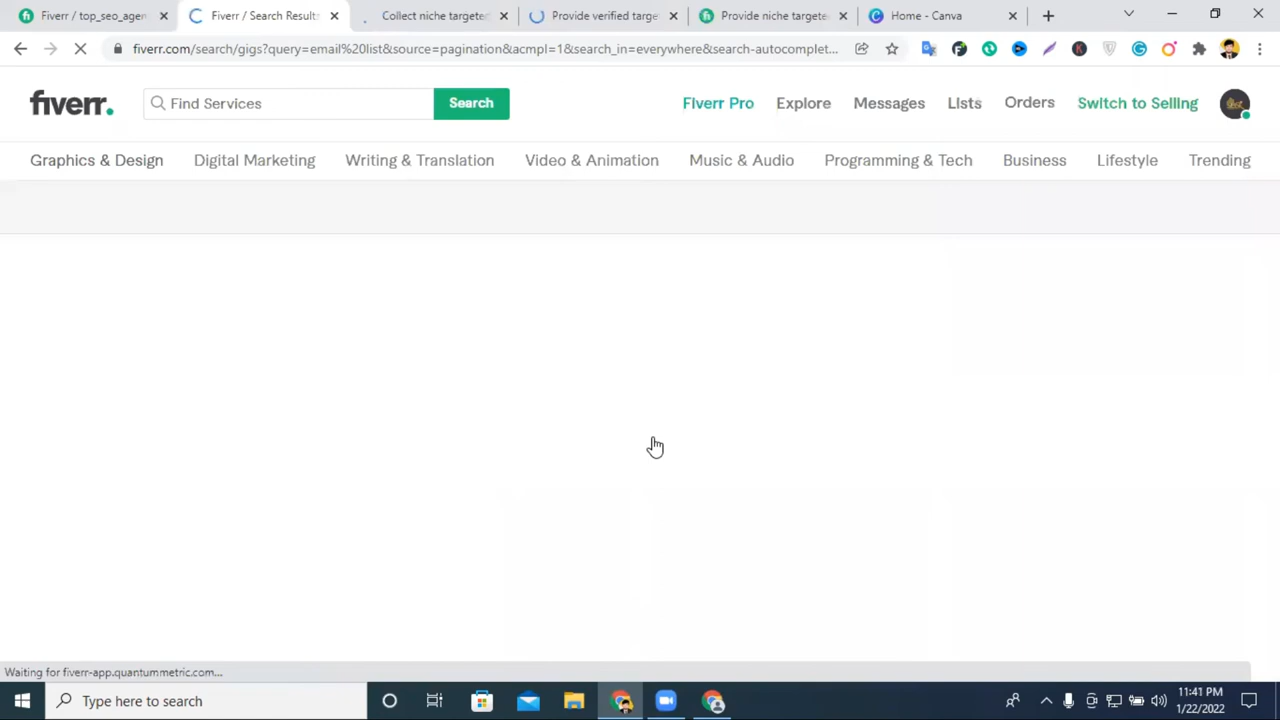 Fiverr / top_seo_agen
Fiverr / Search Results
Collect niche targeted
Provide verified targe
Provide niche targete
Home - Canva
fiverr.com/search/gigs?query=email%20list&source=pagination&acmpl=1&search_in=everywhere&search-autocomplet...
fiverr.
Find Services
Search
Fiverr Pro
Explore
Messages
Lists
Orders
Switch to Selling
Graphics & Design
Digital Marketing
Writing & Translation
Video & Animation
Music & Audio
Programming & Tech
Business
Lifestyle
Trending
Waiting for fiverr-app.quantummetric.com...
Type here to search
11:41 PM
1/22/2022